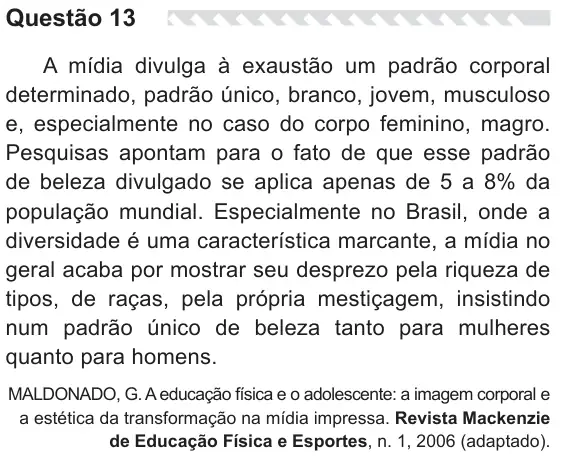 Questão 13
A mídia divulga à exaustão um padrão corporal
determinado, padrão único, branco, jovem, musculoso
e, especialmente no caso do corpo feminino, magro.
Pesquisas apontam para o fato de que esse padrão
de beleza divulgado se aplica apenas de 5 a 8% da
população mundial. Especialmente no Brasil, onde a
diversidade é uma característica marcante, a mídia no
geral acaba por mostrar seu desprezo pela riqueza de
tipos, de raças, pela própria mestiçagem, insistindo
num padrão único de beleza tanto para mulheres
quanto para homens.
MALDONADO, G. A educação física e o adolescente: a imagem corporal e
a estética da transformação na mídia impressa. Revista Mackenzie
de Educação Física e Esportes, n. 1, 2006 (adaptado).